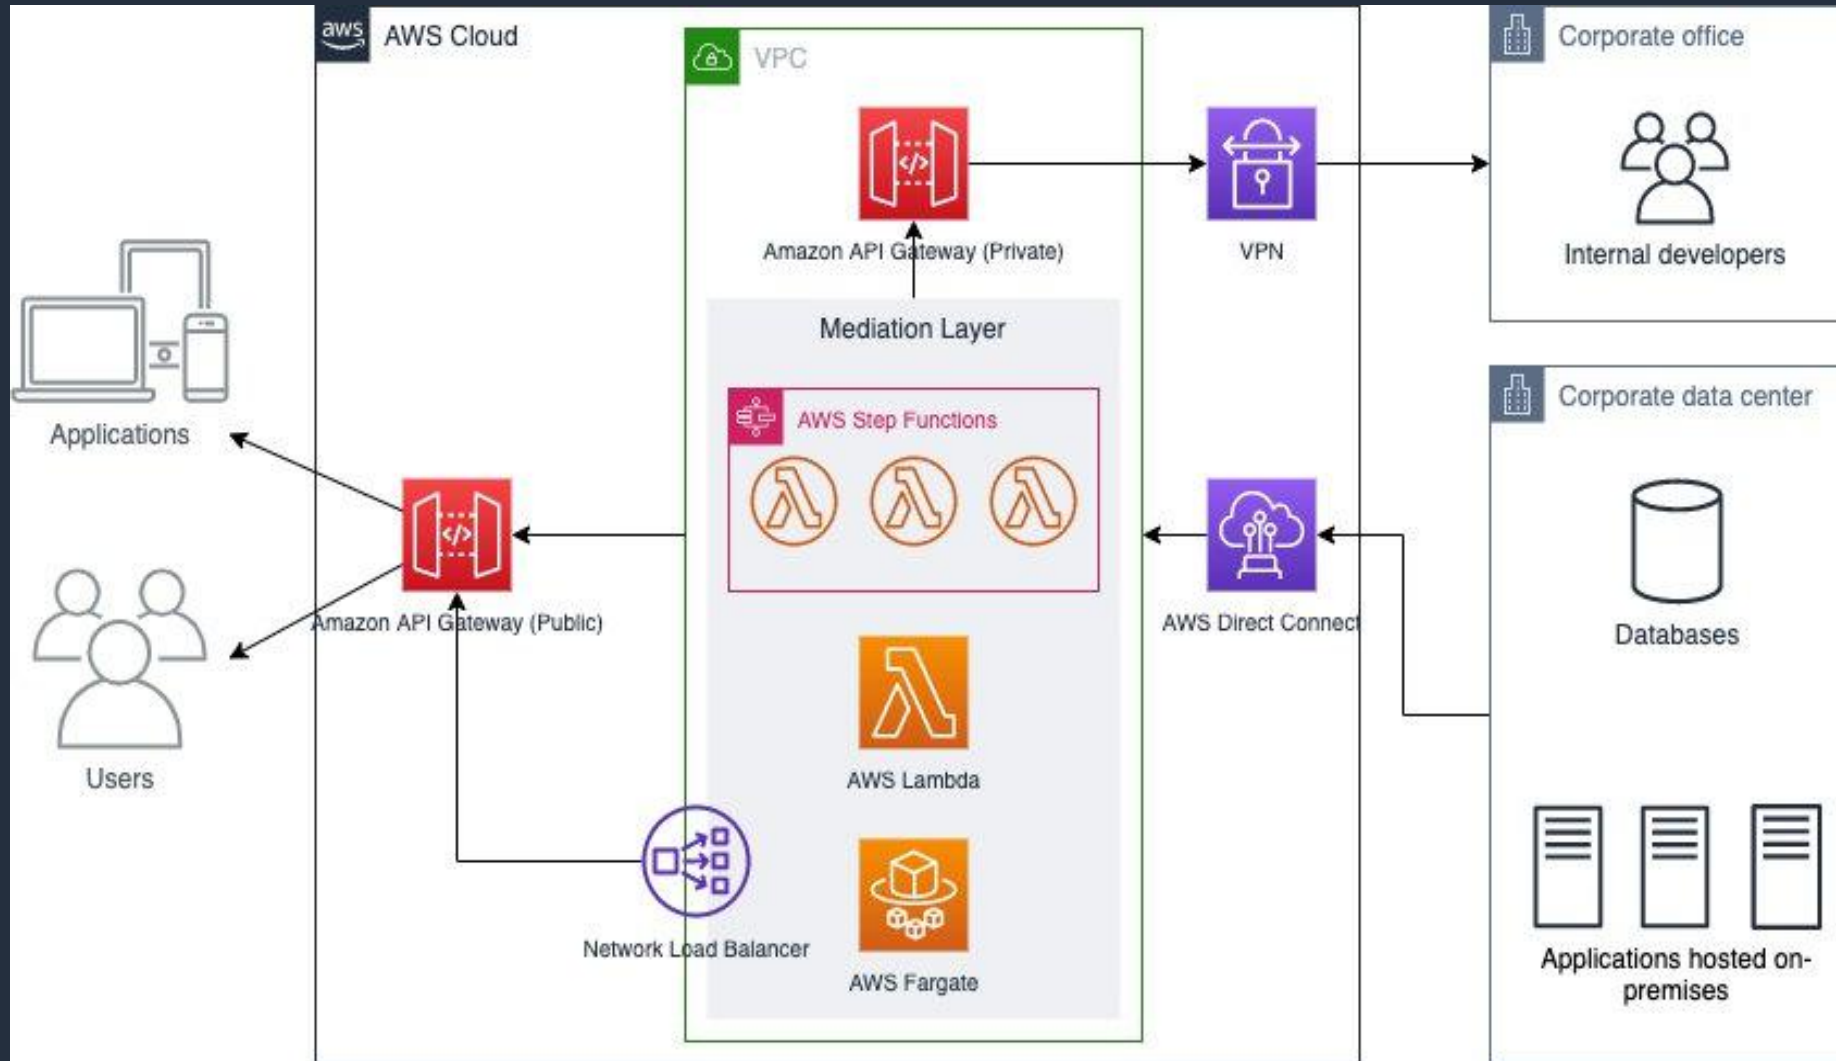 aws
AWS Cloud
VPC
Corporate office
</>
Amazon API Gateway (Private)
VPN
Internal developers
Mediation Layer
Corporate data center
AWS Step Functions
Applications
</>
Amazon API Gateway (Public)
AWS Direct Connect
Databases
Users
AWS Lambda
Network Load Balancer
AWS Fargate
Applications hosted on-
premises